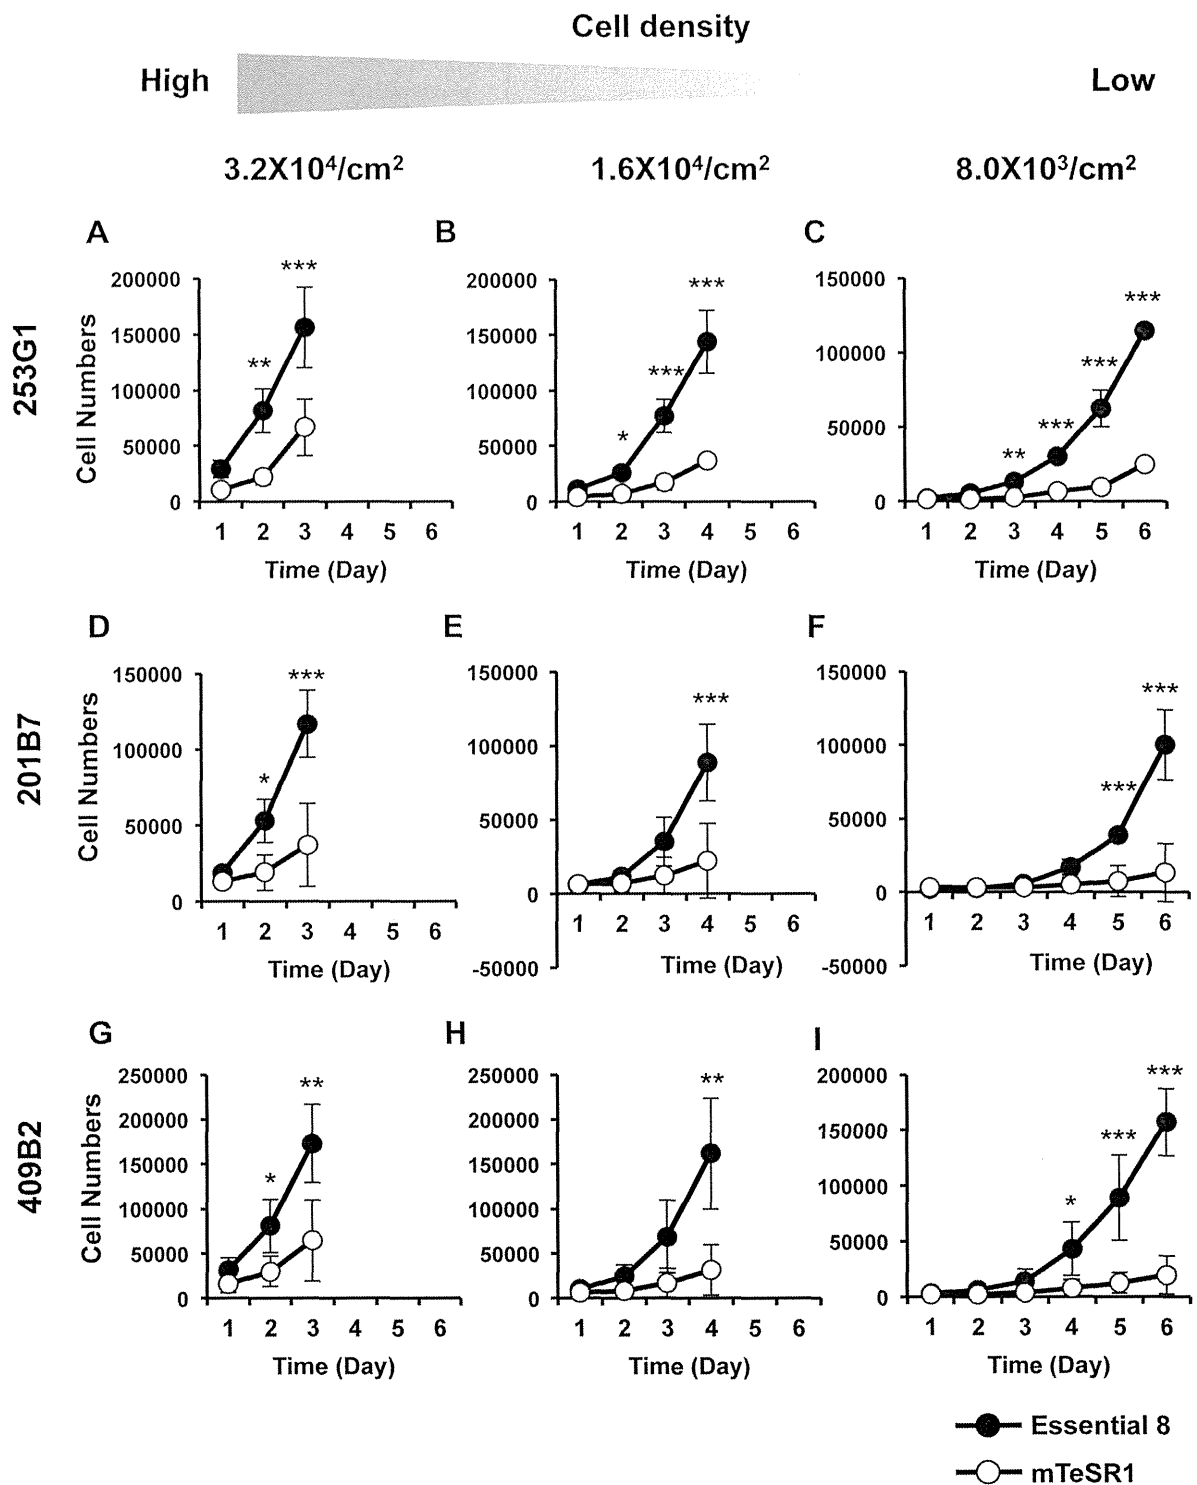 Cell density
High
Low
3.2X10⁴/cm²
1.6X10⁴/cm²
8.0X10³/cm²
253G1
A
Cell Numbers
200000
150000
100000
50000
0
**
***
1 2 3 4 5 6
Time (Day)
B
200000
150000
100000
50000
0
*
***
***
1 2 3 4 5 6
Time (Day)
C
150000
100000
50000
0
**
***
***
***
1 2 3 4 5 6
Time (Day)
201B7
D
Cell Numbers
150000
100000
50000
0
*
***
1 2 3 4 5 6
Time (Day)
E
150000
100000
50000
0
-50000
***
1 2 3 4 5 6
Time (Day)
F
150000
100000
50000
0
-50000
***
***
1 2 3 4 5 6
Time (Day)
409B2
G
Cell Numbers
250000
200000
150000
100000
50000
0
*
**
1 2 3 4 5 6
Time (Day)
H
250000
200000
150000
100000
50000
0
**
1 2 3 4 5 6
Time (Day)
I
200000
150000
100000
50000
0
*
***
***
1 2 3 4 5 6
Time (Day)
Essential 8
mTeSR1